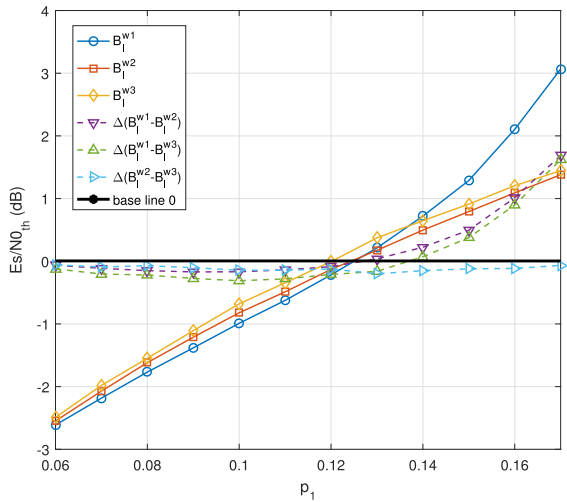 4
3
2
1
0
-1
-2
-3
Es/N0_th (dB)
B_l^w1
B_l^w2
B_l^w3
Δ(B_l^w1-B_l^w2)
Δ(B_l^w1-B_l^w3)
Δ(B_l^w2-B_l^w3)
base line 0
0.06 0.08 0.1 0.12 0.14 0.16
p_1